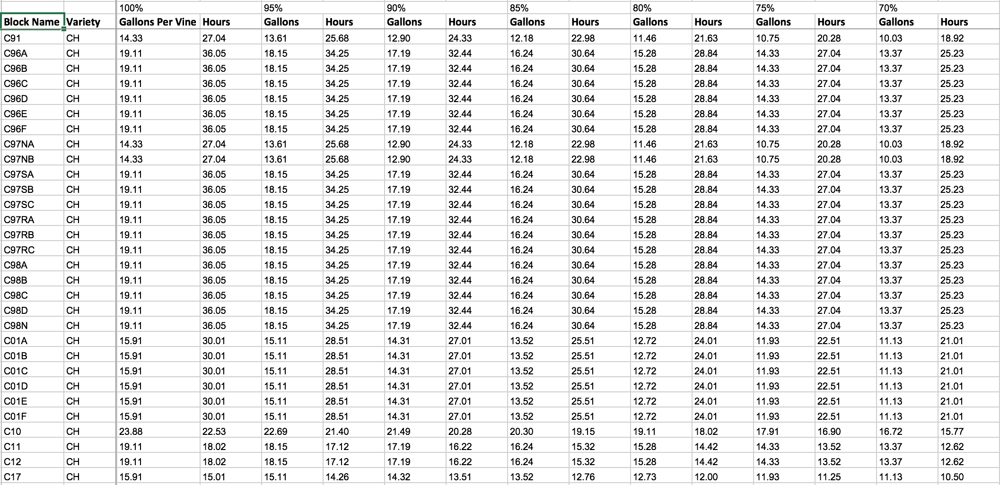 100% 95% 90% 85% 80% 75% 70%
Block Name Variety Gallons Per Vine Hours Gallons Hours Gallons Hours Gallons Hours Gallons Hours Gallons Hours Gallons Hours
C91 CH 14.33 27.04 13.61 25.68 12.90 24.33 12.18 22.98 11.46 21.63 10.75 20.28 10.03 18.92
C96A CH 19.11 36.05 18.15 34.25 17.19 32.44 16.24 30.64 15.28 28.84 14.33 27.04 13.37 25.23
C96B CH 19.11 36.05 18.15 34.25 17.19 32.44 16.24 30.64 15.28 28.84 14.33 27.04 13.37 25.23
C96C CH 19.11 36.05 18.15 34.25 17.19 32.44 16.24 30.64 15.28 28.84 14.33 27.04 13.37 25.23
C96D CH 19.11 36.05 18.15 34.25 17.19 32.44 16.24 30.64 15.28 28.84 14.33 27.04 13.37 25.23
C96E CH 19.11 36.05 18.15 34.25 17.19 32.44 16.24 30.64 15.28 28.84 14.33 27.04 13.37 25.23
C96F CH 19.11 36.05 18.15 34.25 17.19 32.44 16.24 30.64 15.28 28.84 14.33 27.04 13.37 25.23
C97NA CH 14.33 27.04 13.61 25.68 12.90 24.33 12.18 22.98 11.46 21.63 10.75 20.28 10.03 18.92
C97NB CH 14.33 27.04 13.61 25.68 12.90 24.33 12.18 22.98 11.46 21.63 10.75 20.28 10.03 18.92
C97SA CH 19.11 36.05 18.15 34.25 17.19 32.44 16.24 30.64 15.28 28.84 14.33 27.04 13.37 25.23
C97SB CH 19.11 36.05 18.15 34.25 17.19 32.44 16.24 30.64 15.28 28.84 14.33 27.04 13.37 25.23
C97SC CH 19.11 36.05 18.15 34.25 17.19 32.44 16.24 30.64 15.28 28.84 14.33 27.04 13.37 25.23
C97RA CH 19.11 36.05 18.15 34.25 17.19 32.44 16.24 30.64 15.28 28.84 14.33 27.04 13.37 25.23
C97RB CH 19.11 36.05 18.15 34.25 17.19 32.44 16.24 30.64 15.28 28.84 14.33 27.04 13.37 25.23
C97RC CH 19.11 36.05 18.15 34.25 17.19 32.44 16.24 30.64 15.28 28.84 14.33 27.04 13.37 25.23
C98A CH 19.11 36.05 18.15 34.25 17.19 32.44 16.24 30.64 15.28 28.84 14.33 27.04 13.37 25.23
C98B CH 19.11 36.05 18.15 34.25 17.19 32.44 16.24 30.64 15.28 28.84 14.33 27.04 13.37 25.23
C98C CH 19.11 36.05 18.15 34.25 17.19 32.44 16.24 30.64 15.28 28.84 14.33 27.04 13.37 25.23
C98D CH 19.11 36.05 18.15 34.25 17.19 32.44 16.24 30.64 15.28 28.84 14.33 27.04 13.37 25.23
C98N CH 19.11 36.05 18.15 34.25 17.19 32.44 16.24 30.64 15.28 28.84 14.33 27.04 13.37 25.23
C01A CH 15.91 30.01 15.11 28.51 14.31 27.01 13.52 25.51 12.72 24.01 11.93 22.51 11.13 21.01
C01B CH 15.91 30.01 15.11 28.51 14.31 27.01 13.52 25.51 12.72 24.01 11.93 22.51 11.13 21.01
C01C CH 15.91 30.01 15.11 28.51 14.31 27.01 13.52 25.51 12.72 24.01 11.93 22.51 11.13 21.01
C01D CH 15.91 30.01 15.11 28.51 14.31 27.01 13.52 25.51 12.72 24.01 11.93 22.51 11.13 21.01
C01E CH 15.91 30.01 15.11 28.51 14.31 27.01 13.52 25.51 12.72 24.01 11.93 22.51 11.13 21.01
C01F CH 15.91 30.01 15.11 28.51 14.31 27.01 13.52 25.51 12.72 24.01 11.93 22.51 11.13 21.01
C10 CH 23.88 22.53 22.69 21.40 21.49 20.28 20.30 19.15 19.11 18.02 17.91 16.90 16.72 15.77
C11 CH 19.11 18.02 18.15 17.12 17.19 16.22 16.24 15.32 15.28 14.42 14.33 13.52 13.37 12.62
C12 CH 19.11 18.02 18.15 17.12 17.19 16.22 16.24 15.32 15.28 14.42 14.33 13.52 13.37 12.62
C17 CH 15.91 15.01 15.11 14.26 14.32 13.51 13.52 12.76 12.73 12.00 11.93 11.25 11.13 10.50